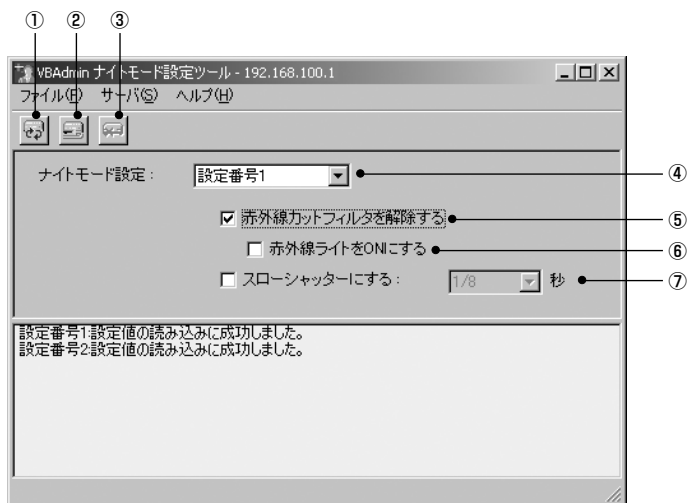 ① ② ③
VBAdmin ナイトモード設定ツール - 192.168.100.1
ファイル(F) サーバ(S) ヘルプ(H)
ナイトモード設定： 設定番号1 ④
赤外線カットフィルタを解除する ⑤
赤外線ライトをONにする ⑥
スローシャッターにする： 1/8 秒 ⑦
設定番号1:設定値の読み込みに成功しました。
設定番号2:設定値の読み込みに成功しました。